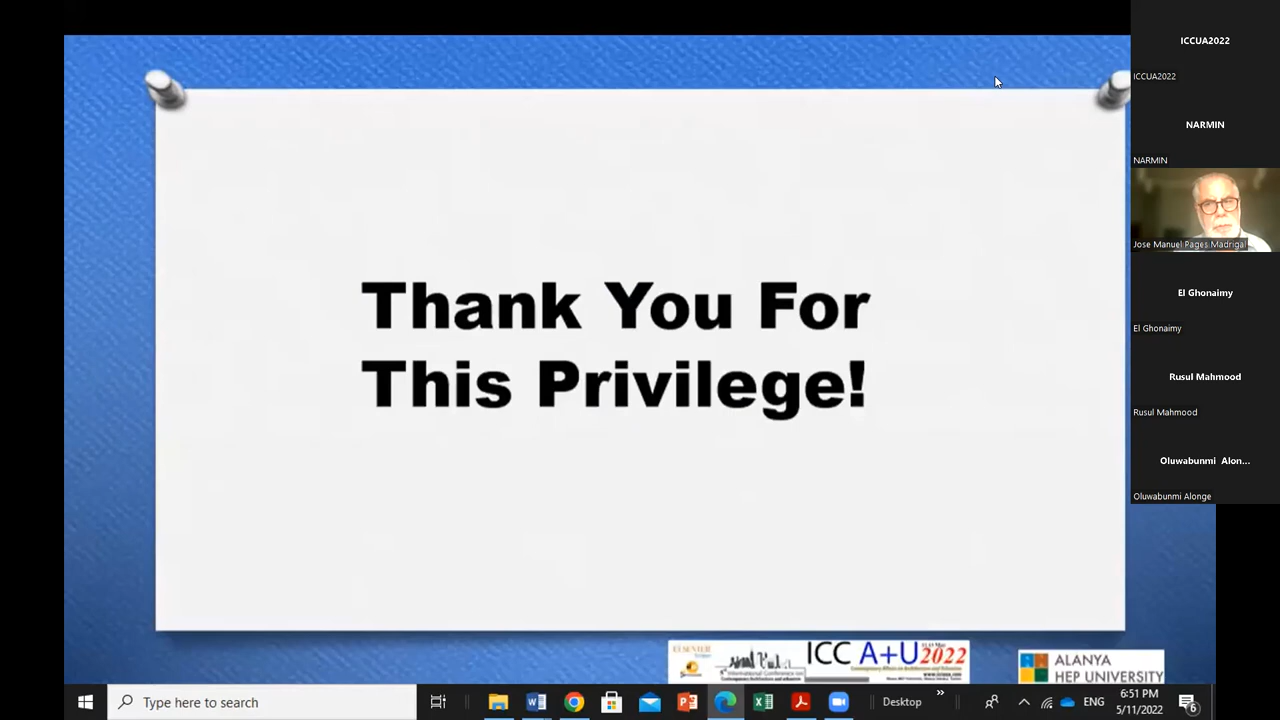 ICCUA2022
ICCUA2022
NARMIN
NARMIN
Jose Manuel Pages Madrigal
El Ghonaimy
El Ghonaimy
Rusul Mahmood
Rusul Mahmood
Oluwabunmi Alon...
Oluwabunmi Alonge
Thank You For
This Privilege!
ELSEVIER
ICC A+U 2022
ALANYA
HEP UNIVERSITY
Type here to search
Desktop
ENG
6:51 PM
5/11/2022
6